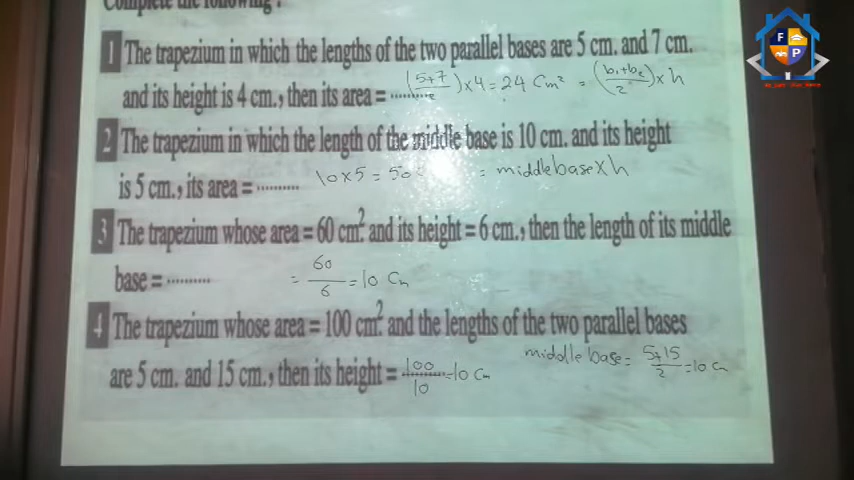 Complete the following :
1 The trapezium in which the lengths of the two parallel bases are 5 cm. and 7 cm.
and its height is 4 cm., then its area = .......... (5+7/2)×4=24 Cm² = (b₁+b₂/2)×h
2 The trapezium in which the length of the middle base is 10 cm. and its height
is 5 cm., its area = .......... 10×5=50 = middle base×h
3 The trapezium whose area = 60 cm². and its height = 6 cm., then the length of its middle
base = .......... = 60/6 =10 Cm
4 The trapezium whose area = 100 cm². and the lengths of the two parallel bases
are 5 cm. and 15 cm., then its height = 100/10 =10 Cm middle base= 5+15/2 =10 Cm
F
P